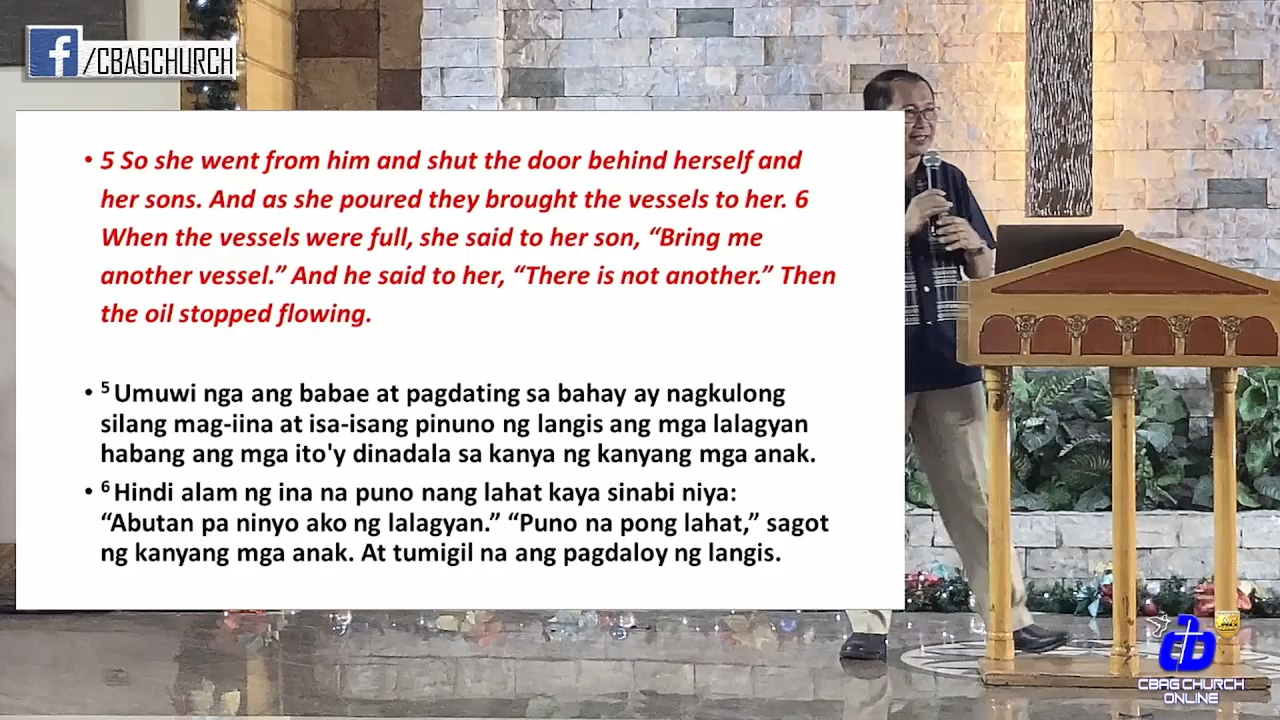 f/CBAGCHURCH
• 5 So she went from him and shut the door behind herself and
her sons. And as she poured they brought the vessels to her. 6
When the vessels were full, she said to her son, “Bring me
another vessel.” And he said to her, “There is not another.” Then
the oil stopped flowing.
• 5 Umuwi nga ang babae at pagdating sa bahay ay nagkulong
silang mag-iina at isa-isang pinuno ng langis ang mga lalagyan
habang ang mga ito'y dinadala sa kanya ng kanyang mga anak.
• 6 Hindi alam ng ina na puno nang lahat kaya sinabi niya:
“Abutan pa ninyo ako ng lalagyan.” “Puno na pong lahat,” sagot
ng kanyang mga anak. At tumigil na ang pagdaloy ng langis.
CBAG CHURCH
ONLINE